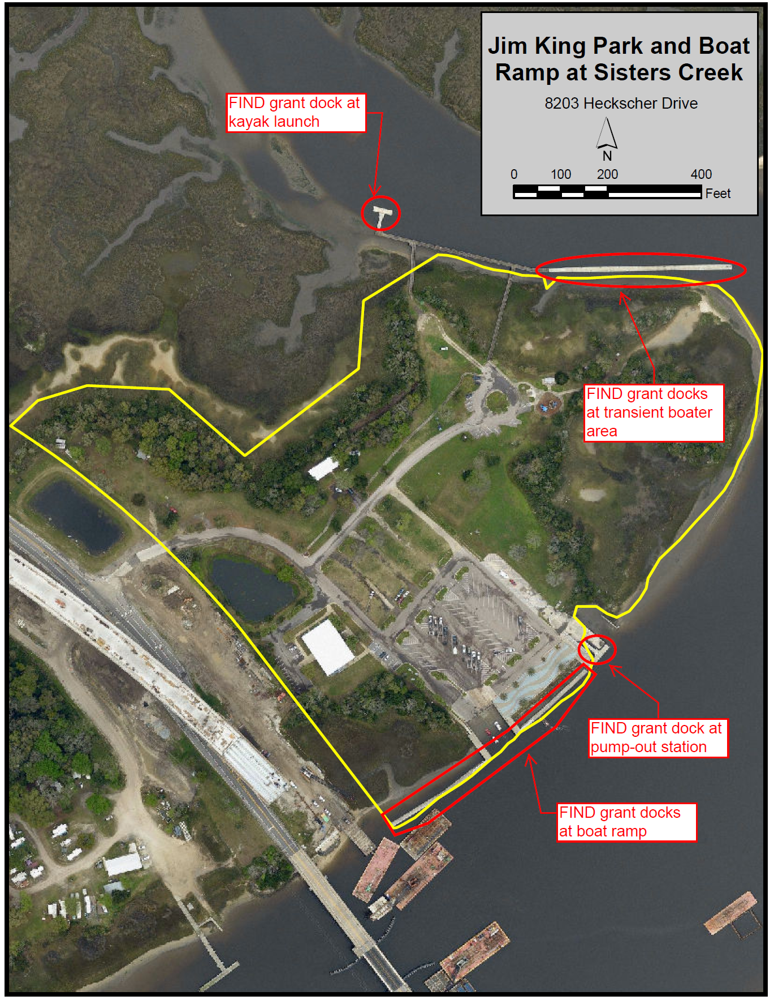 Jim King Park and Boat
Ramp at Sisters Creek
8203 Heckscher Drive
N
0 100 200 400
Feet
FIND grant dock at
kayak launch
FIND grant docks
at transient boater
area
FIND grant dock at
pump-out station
FIND grant docks
at boat ramp